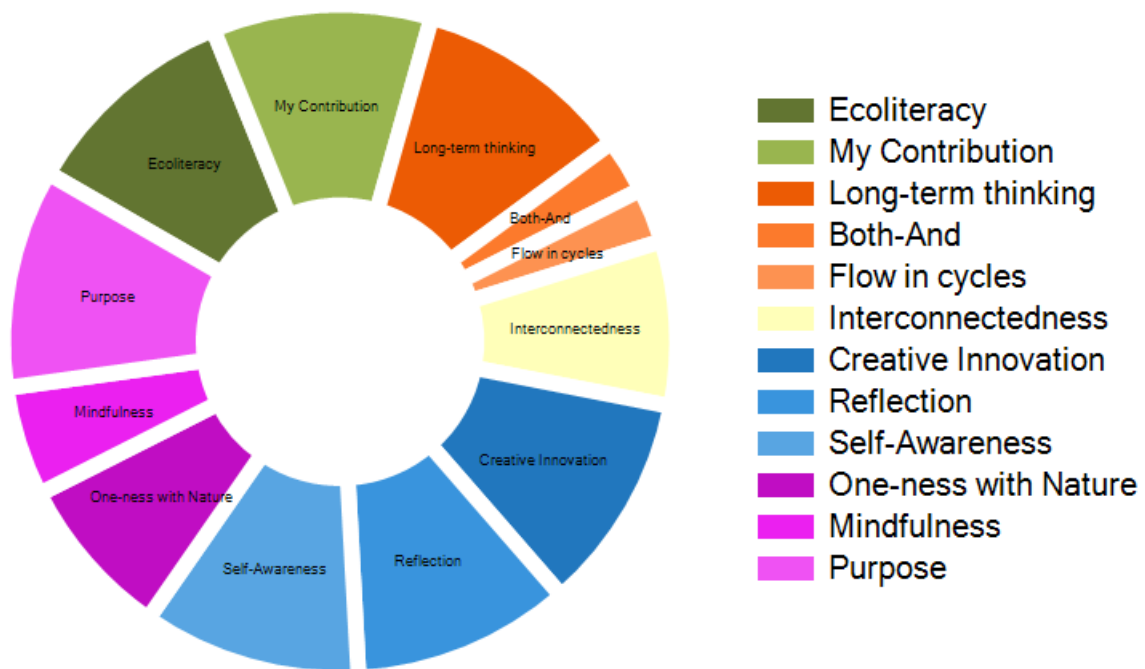 My Contribution
Long-term thinking
Ecoliteracy
Both-And
Flow in cycles
Purpose
Interconnectedness
Mindfulness
Creative Innovation
One-ness with Nature
Reflection
Self-Awareness
Ecoliteracy
My Contribution
Long-term thinking
Both-And
Flow in cycles
Interconnectedness
Creative Innovation
Reflection
Self-Awareness
One-ness with Nature
Mindfulness
Purpose